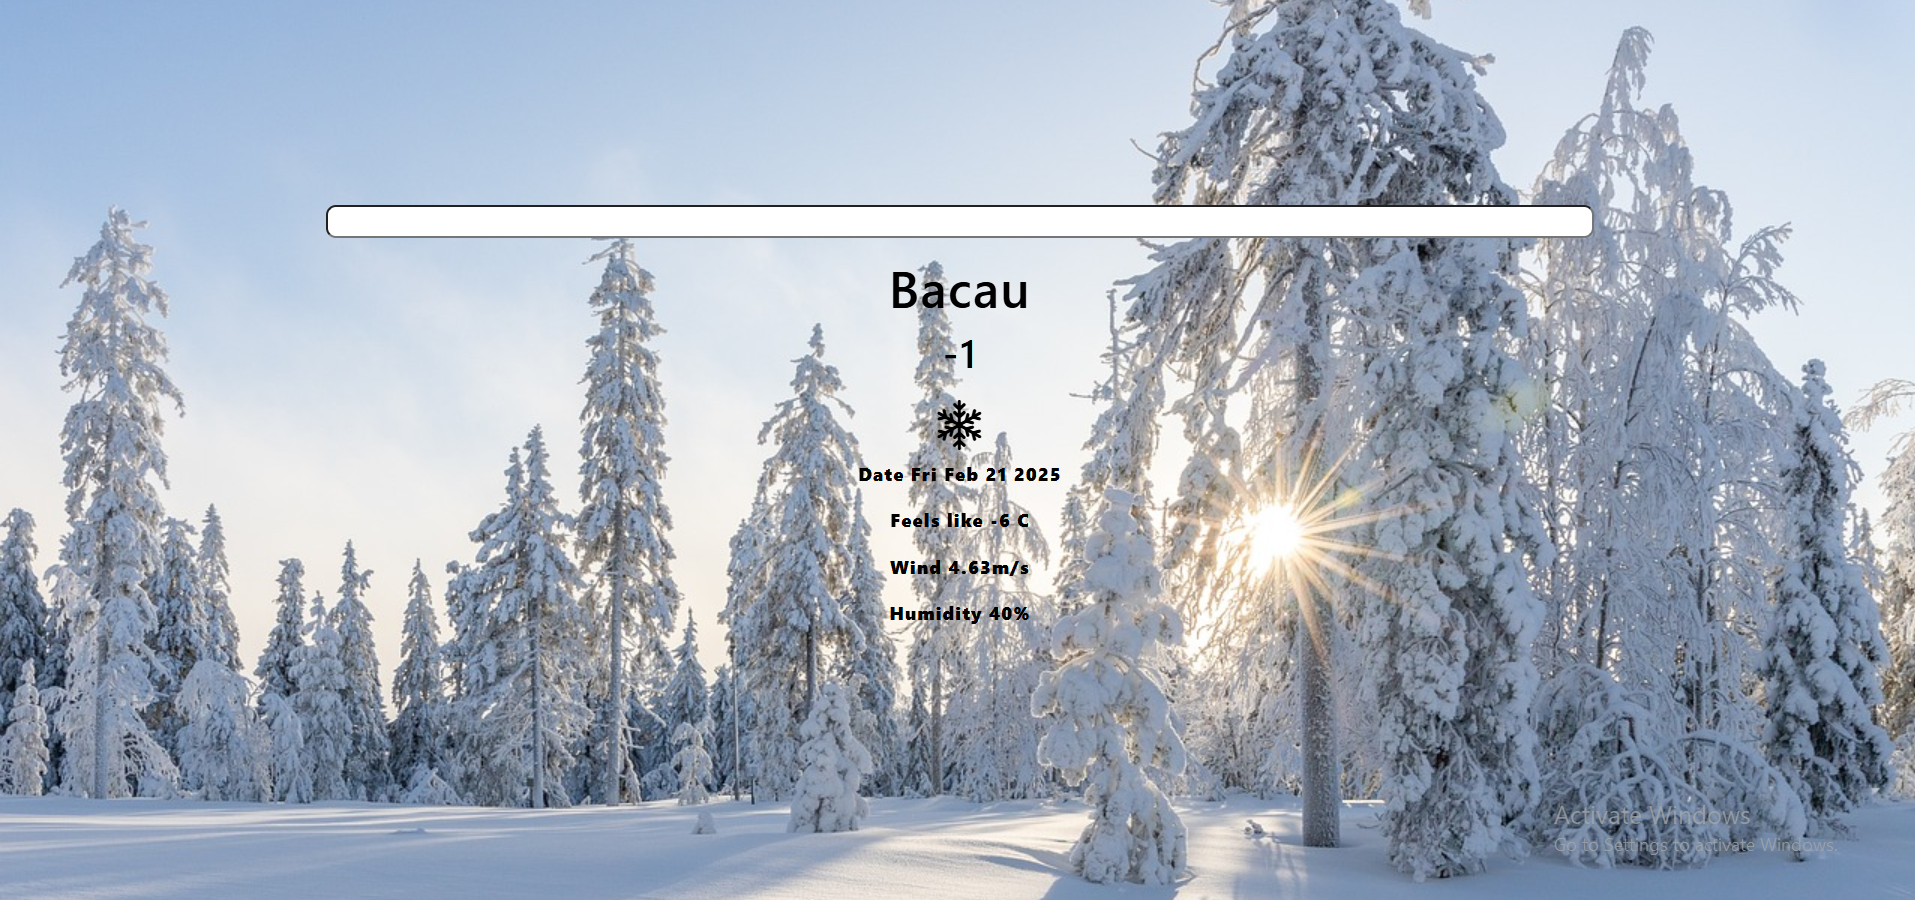 Bacau
-1
Date Fri Feb 21 2025
Feels like -6 C
Wind 4.63m/s
Humidity 40%
Activate Windows
Go to Settings to activate Windows.